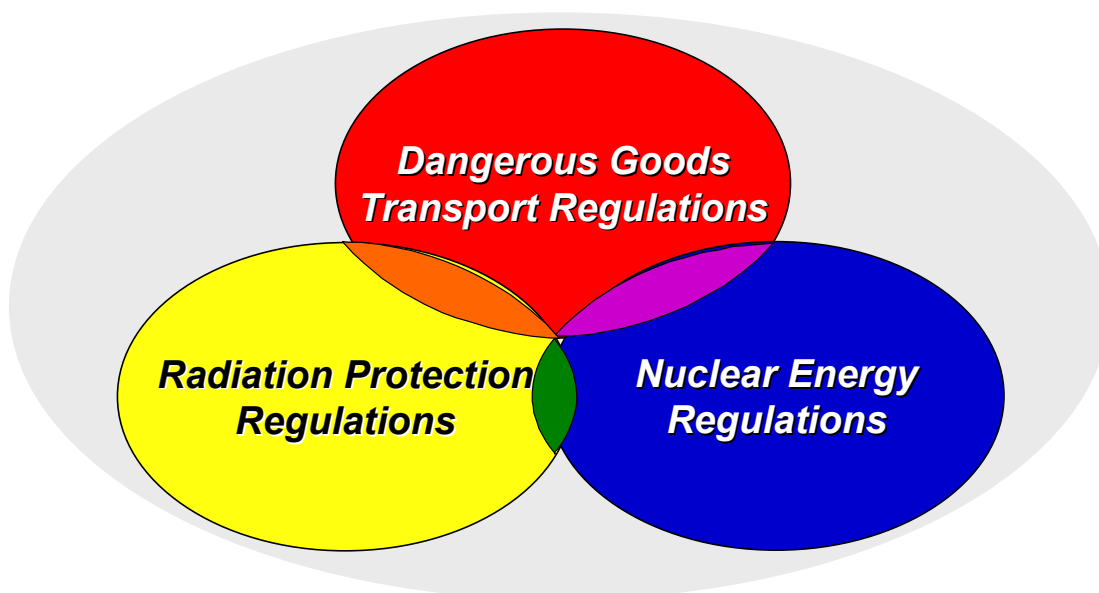 Dangerous Goods
Transport Regulations
Radiation Protection
Regulations
Nuclear Energy
Regulations